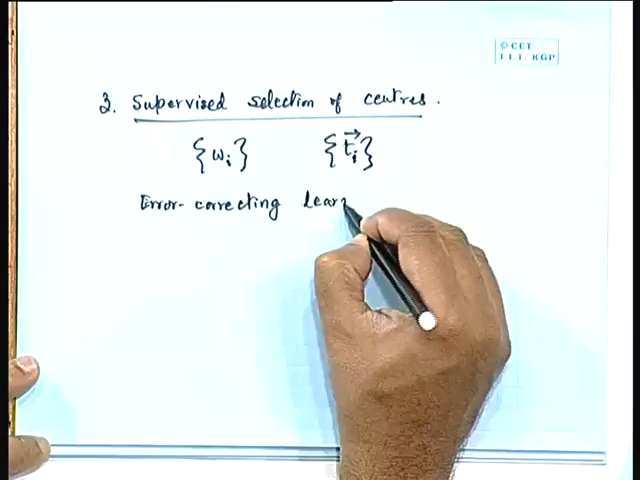 © CET
I.I.T. KGP
3. Supervised selection of centres.
{wᵢ} {t⃗ᵢ}
Error-correcting lear